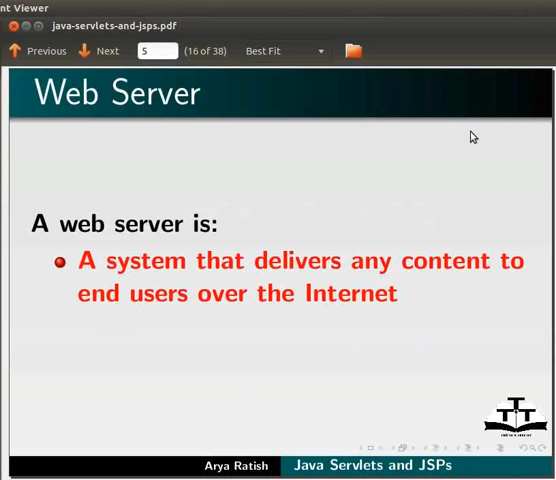 nt Viewer
java-servlets-and-jsps.pdf
Previous Next 5 (16 of 38) Best Fit
Web Server
A web server is:
A system that delivers any content to
end users over the Internet
Arya Ratish Java Servlets and JSPs